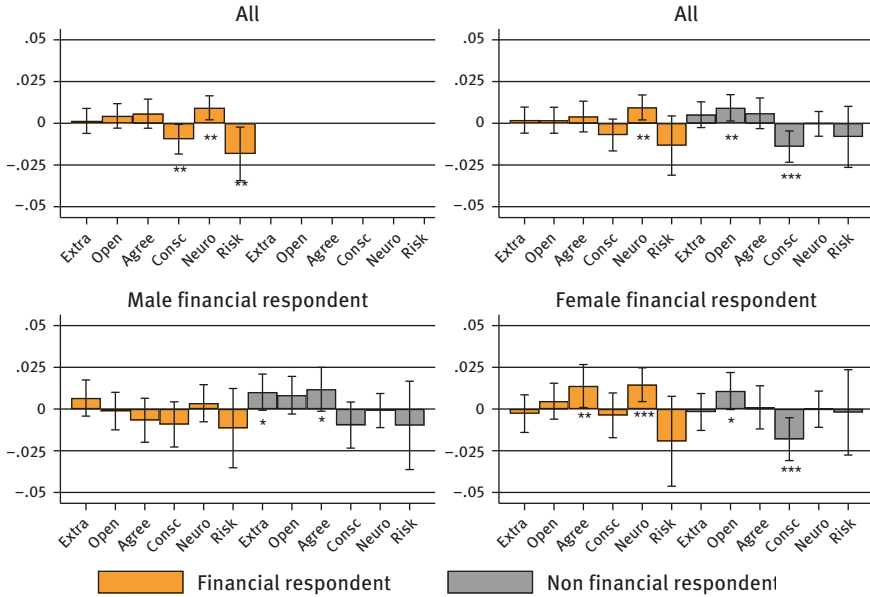 All
.05
.025
0
−.025
−.05
** ** **
Extra Open Agree Consc Neuro Risk Extra Open Agree Consc Neuro Risk
All
.05
.025
0
−.025
−.05
** ** ***
Extra Open Agree Consc Neuro Risk Extra Open Agree Consc Neuro Risk
Male financial respondent
.05
.025
0
−.025
−.05
* *
Extra Open Agree Consc Neuro Risk Extra Open Agree Consc Neuro Risk
Female financial respondent
.05
.025
0
−.025
−.05
** *** * ***
Extra Open Agree Consc Neuro Risk Extra Open Agree Consc Neuro Risk
Financial respondent Non financial respondent